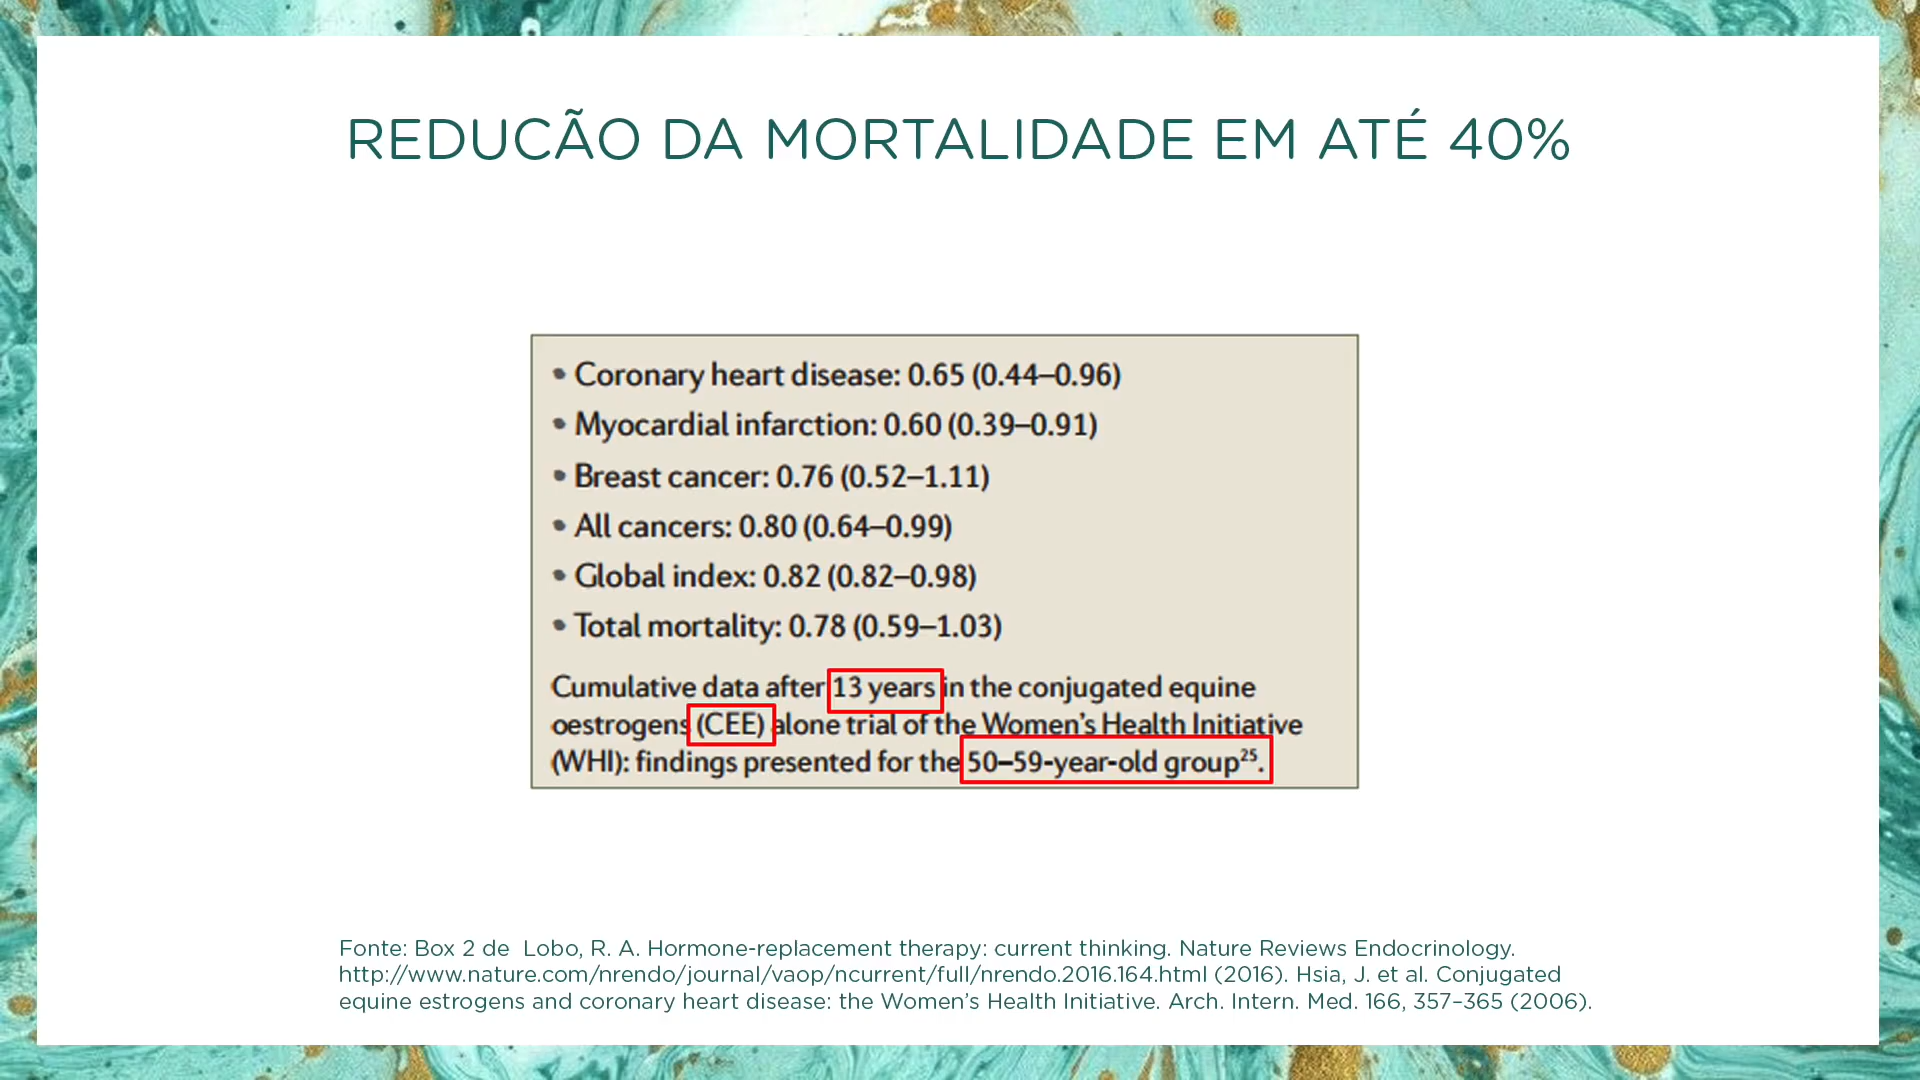 REDUCÃO DA MORTALIDADE EM ATÉ 40%
• Coronary heart disease: 0.65 (0.44–0.96)
• Myocardial infarction: 0.60 (0.39–0.91)
• Breast cancer: 0.76 (0.52–1.11)
• All cancers: 0.80 (0.64–0.99)
• Global index: 0.82 (0.82–0.98)
• Total mortality: 0.78 (0.59–1.03)
Cumulative data after 13 years in the conjugated equine
oestrogens (CEE) alone trial of the Women's Health Initiative
(WHI): findings presented for the 50–59-year-old group²⁵.
Fonte: Box 2 de Lobo, R. A. Hormone-replacement therapy: current thinking. Nature Reviews Endocrinology.
http://www.nature.com/nrendo/journal/vaop/ncurrent/full/nrendo.2016.164.html (2016). Hsia, J. et al. Conjugated
equine estrogens and coronary heart disease: the Women's Health Initiative. Arch. Intern. Med. 166, 357–365 (2006).